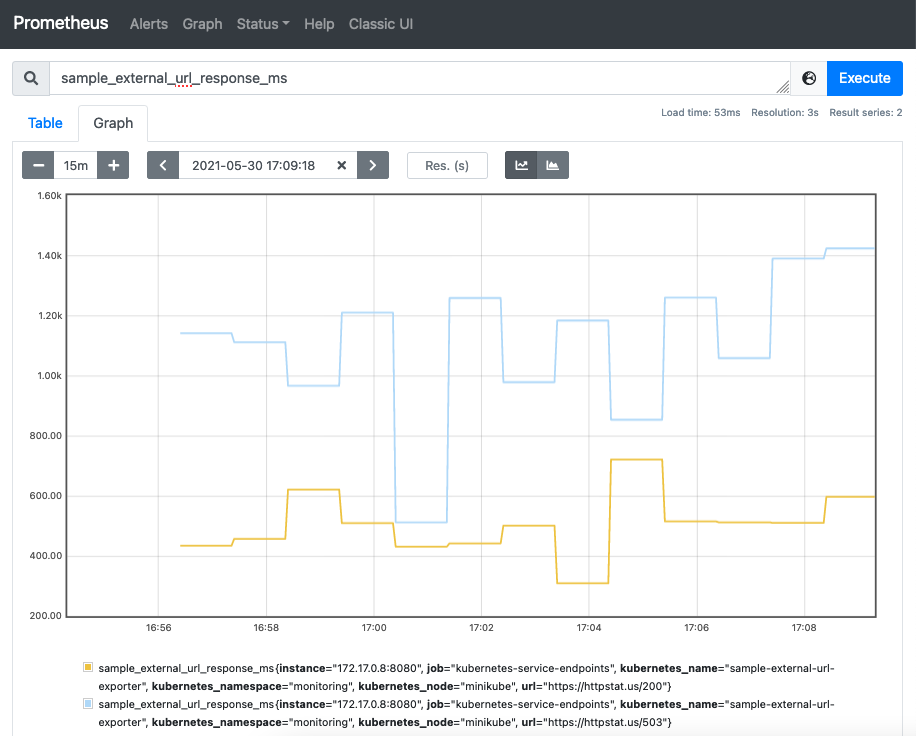 Prometheus Alerts Graph Status Help Classic UI
sample_external_url_response_ms Execute
Load time: 53ms Resolution: 3s Result series: 2
Table Graph
15m 2021-05-30 17:09:18 Res. (s)
1.60k
1.40k
1.20k
1.00k
800.00
600.00
400.00
200.00
16:56 16:58 17:00 17:02 17:04 17:06 17:08
sample_external_url_response_ms{instance="172.17.0.8:8080", job="kubernetes-service-endpoints", kubernetes_name="sample-external-url-
exporter", kubernetes_namespace="monitoring", kubernetes_node="minikube", url="https://httpstat.us/200"}
sample_external_url_response_ms{instance="172.17.0.8:8080", job="kubernetes-service-endpoints", kubernetes_name="sample-external-url-
exporter", kubernetes_namespace="monitoring", kubernetes_node="minikube", url="https://httpstat.us/503"}